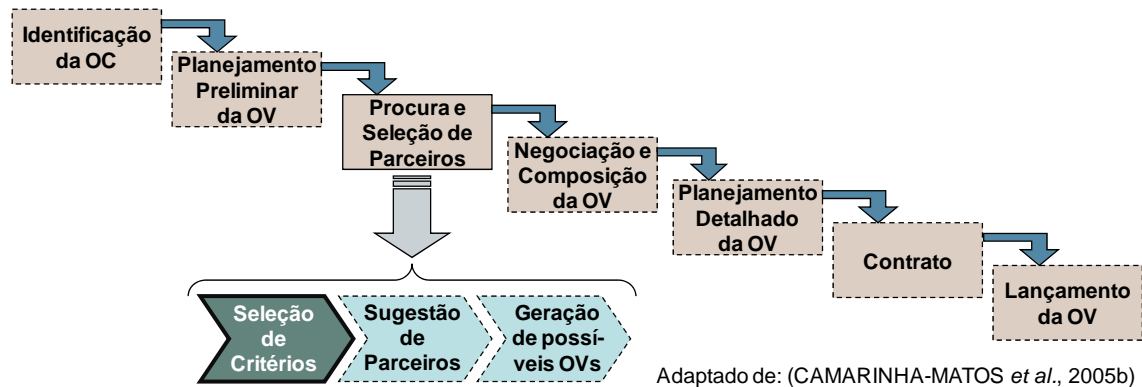 Identificação
da OC
Planejamento
Preliminar
da OV
Procura e
Seleção de
Parceiros
Negociação e
Composição
da OV
Planejamento
Detalhado
da OV
Contrato
Lançamento
da OV
Seleção
de
Critérios
Sugestão
de
Parceiros
Geração
de possí-
veis OVs
Adaptado de: (CAMARINHA-MATOS et al., 2005b)